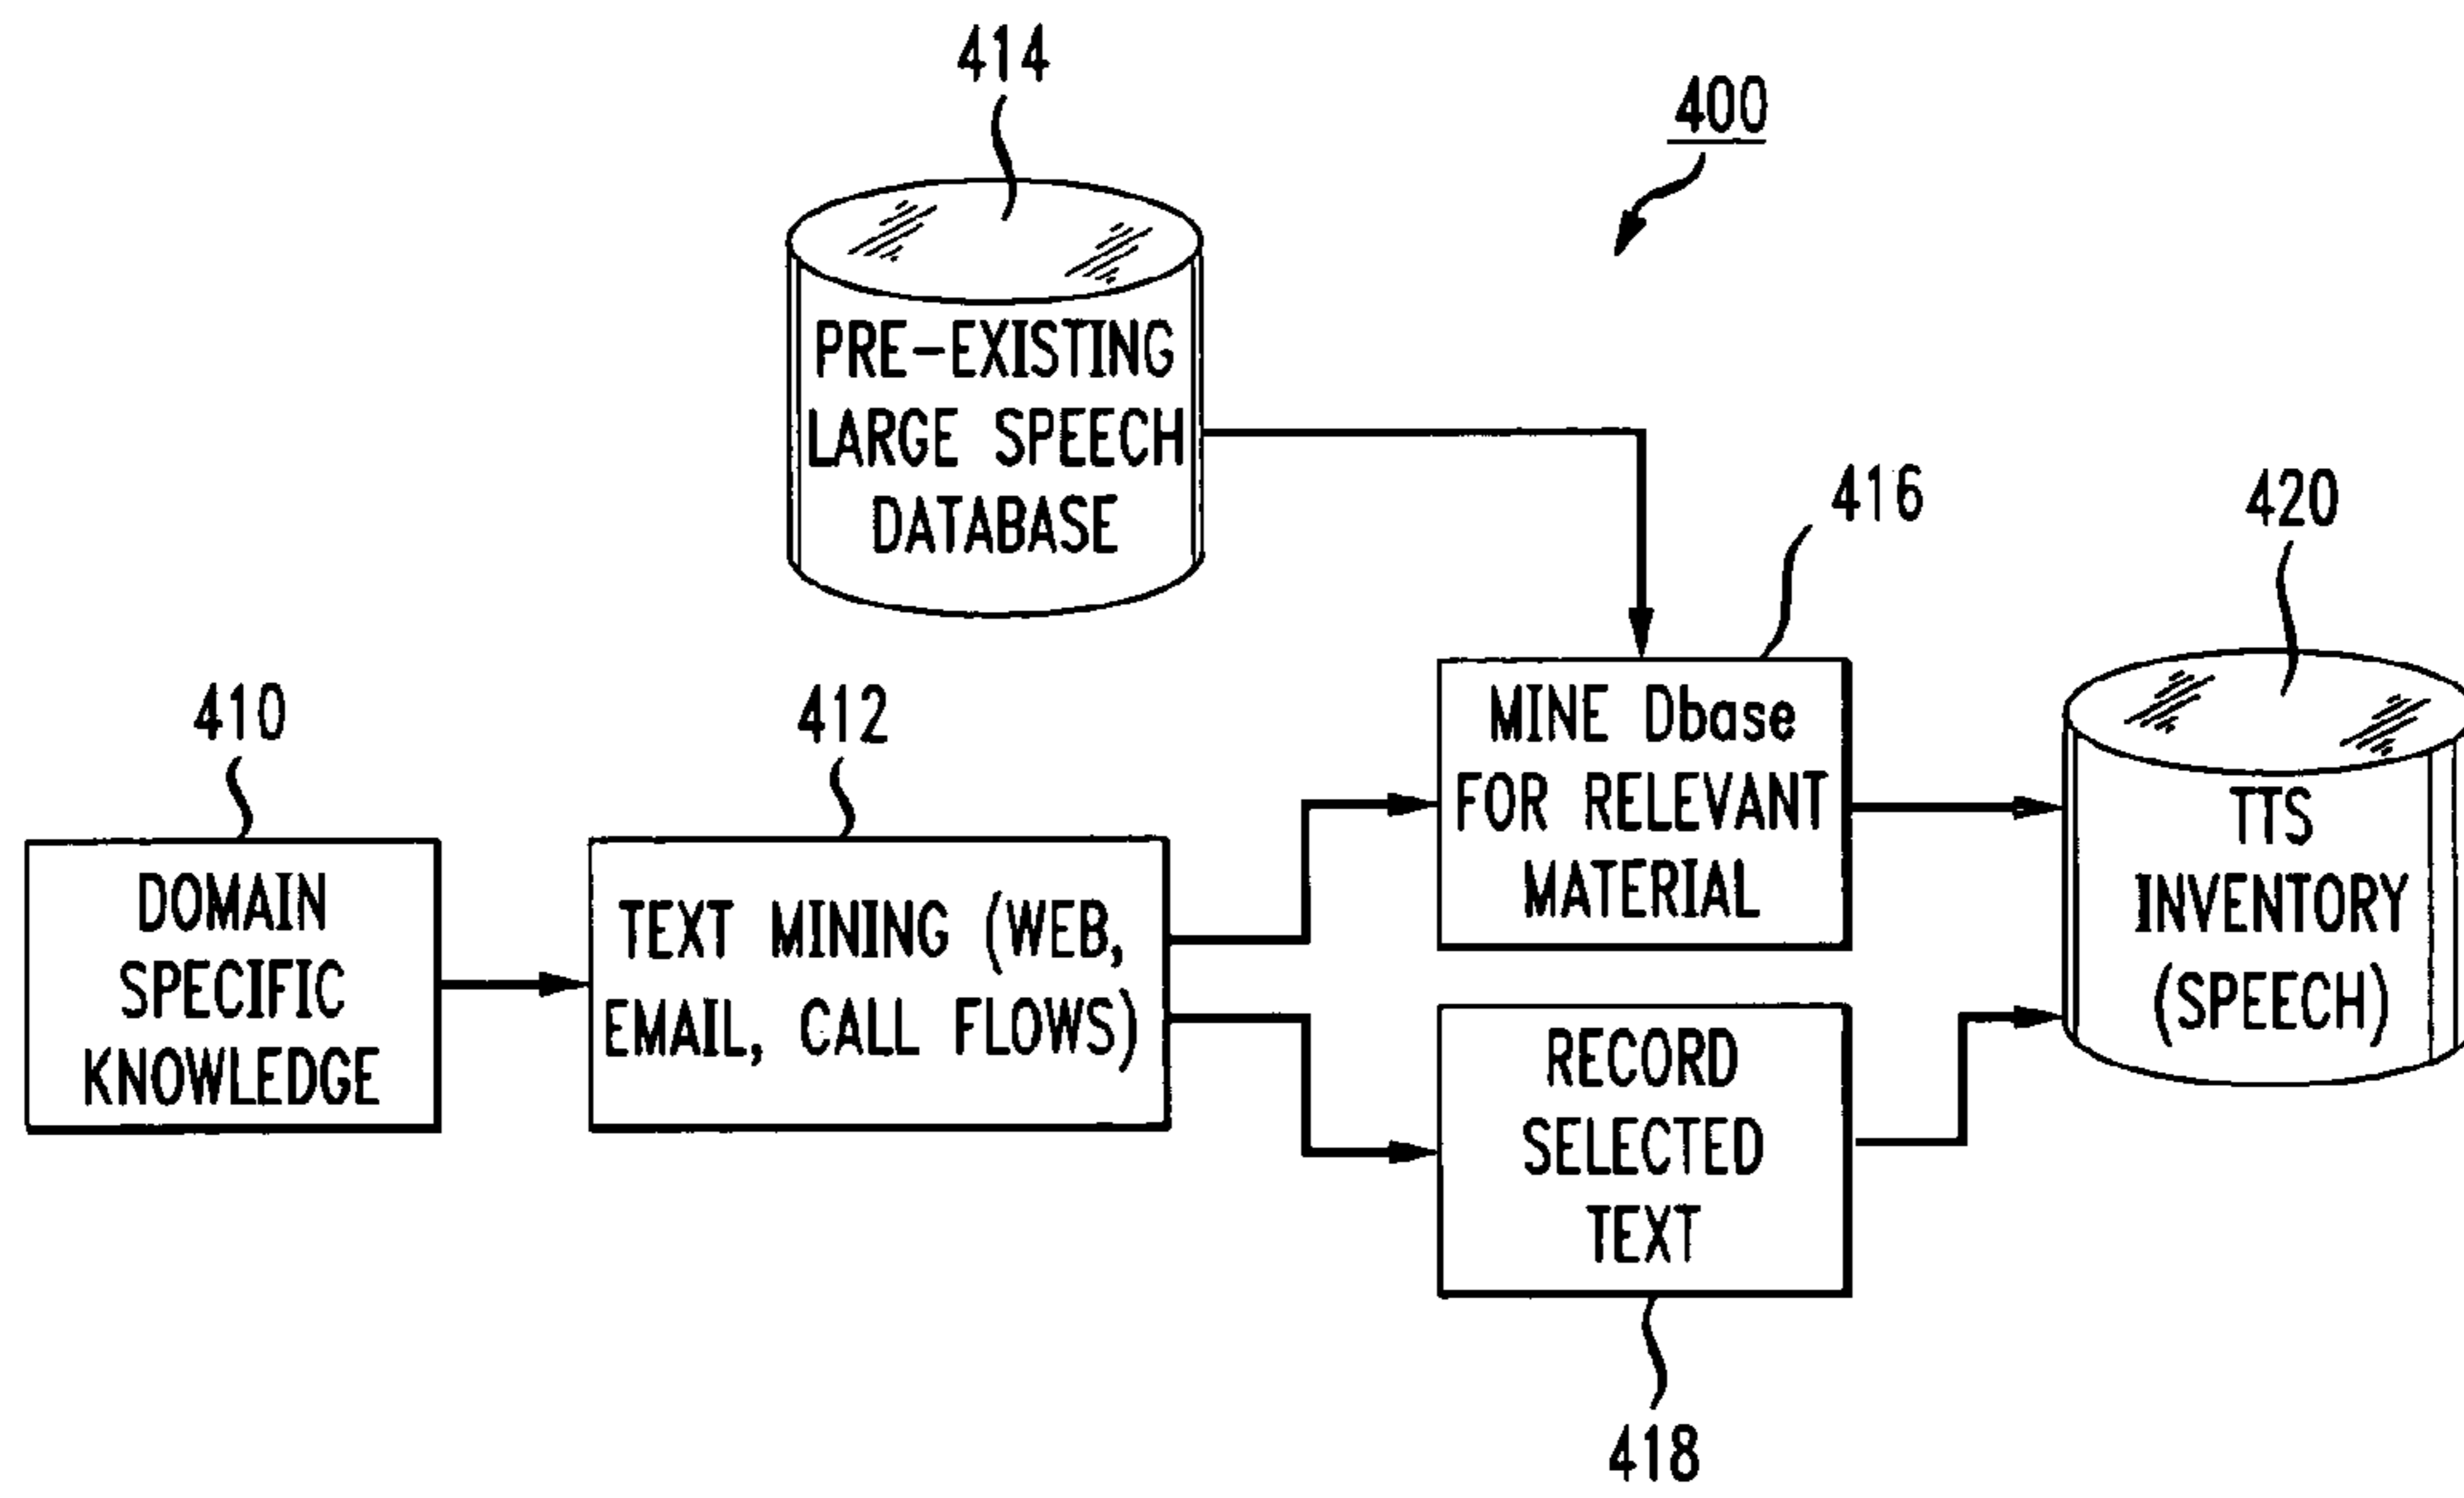 414
400
PRE-EXISTING
LARGE SPEECH
DATABASE
416
420
410
412
MINE Dbase
FOR RELEVANT
MATERIAL
TTS
INVENTORY
(SPEECH)
DOMAIN
SPECIFIC
KNOWLEDGE
TEXT MINING (WEB,
EMAIL, CALL FLOWS)
RECORD
SELECTED
TEXT
418